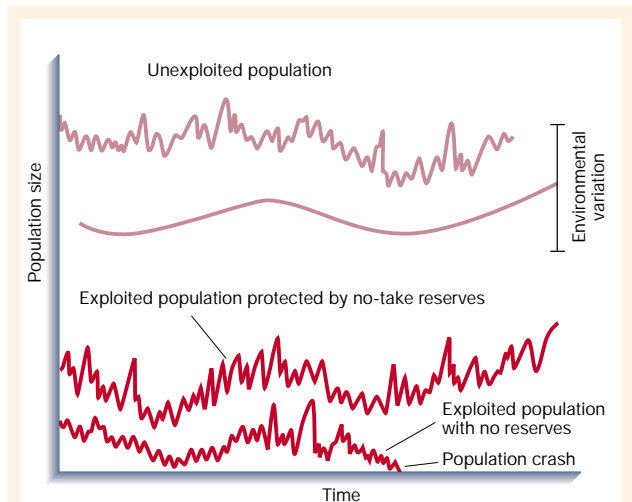 Unexploited population
Population size
Environmental
variation
Exploited population protected by no-take reserves
Exploited population
with no reserves
Population crash
Time